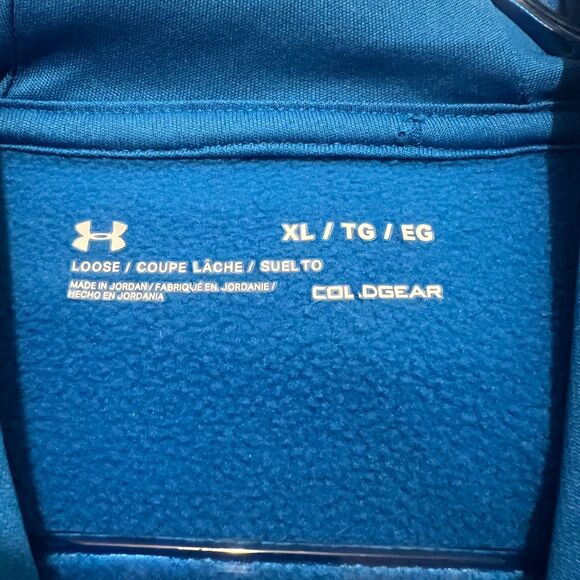 XL / TG / EG
LOOSE / COUPE LÂCHE / SUELTO
MADE IN JORDAN / FABRIQUÉ EN JORDANIE /
HECHO EN JORDANIA
COLDGEAR